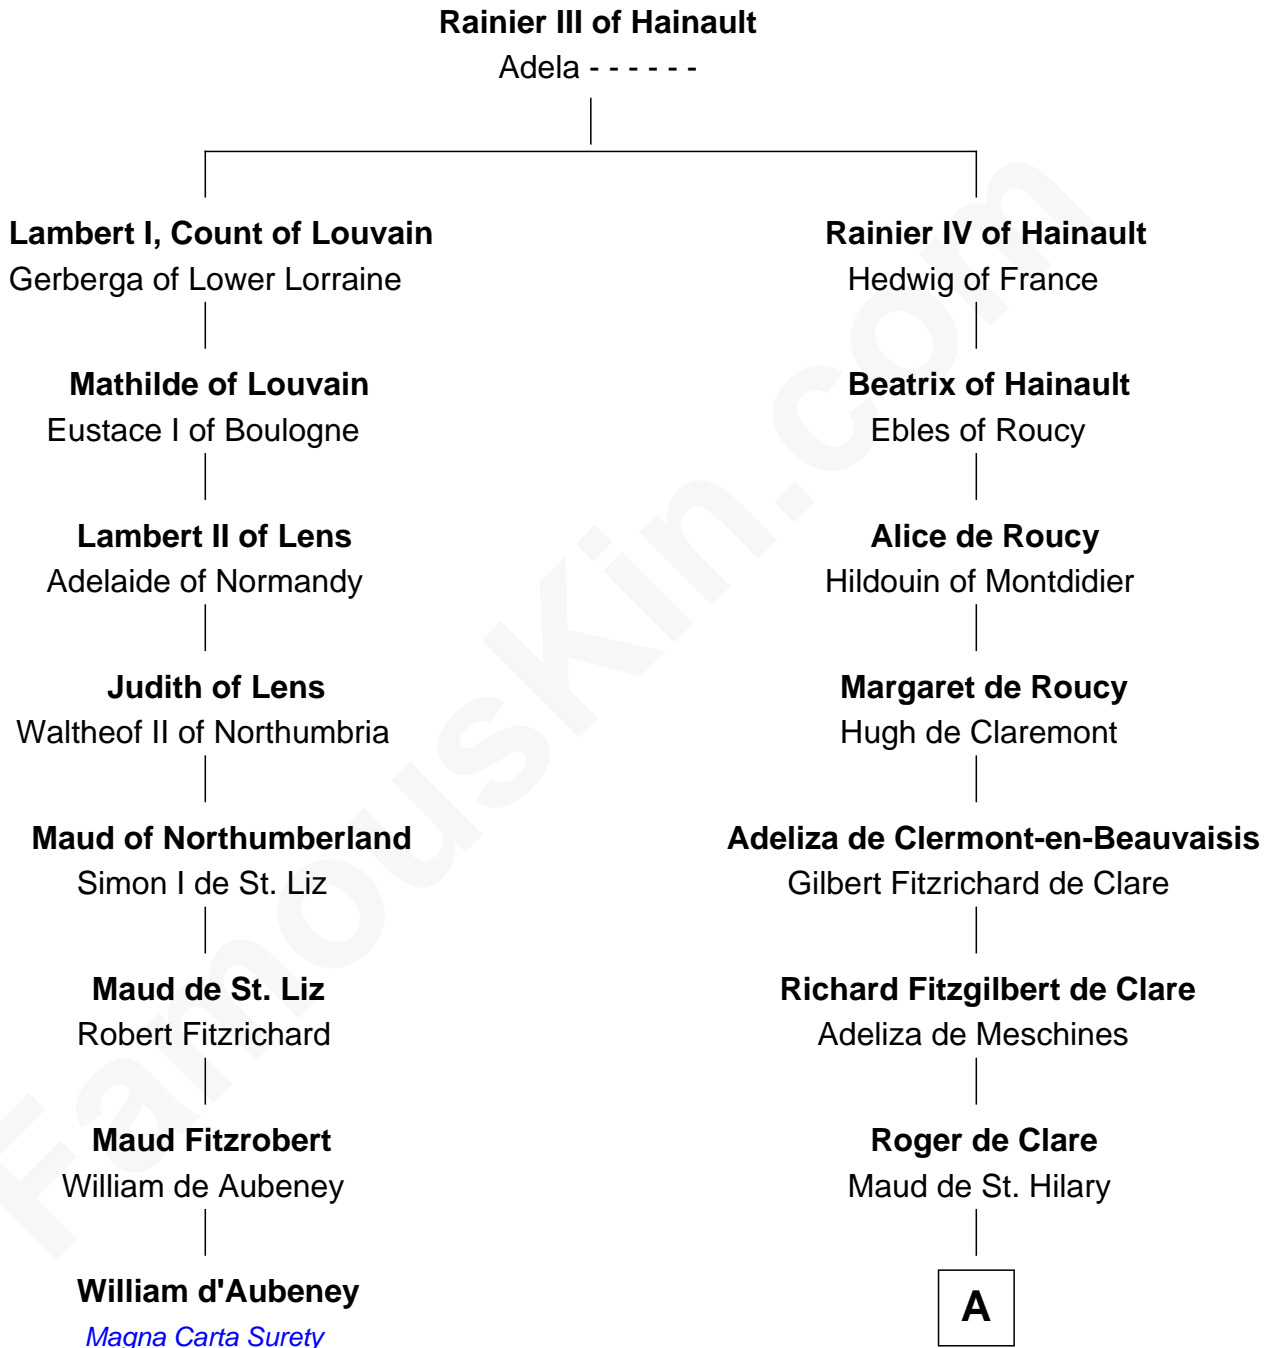 Rainier III of Hainault
Adela - - - - - -
Lambert I, Count of Louvain
Gerberga of Lower Lorraine
Mathilde of Louvain
Eustace I of Boulogne
Lambert II of Lens
Adelaide of Normandy
Judith of Lens
Waltheof II of Northumbria
Maud of Northumberland
Simon I de St. Liz
Maud de St. Liz
Robert Fitzrichard
Maud Fitzrobert
William de Aubeney
William d'Aubeney
Magna Carta Surety
Rainier IV of Hainault
Hedwig of France
Beatrix of Hainault
Ebles of Roucy
Alice de Roucy
Hildouin of Montdidier
Margaret de Roucy
Hugh de Claremont
Adeliza de Clermont-en-Beauvaisis
Gilbert Fitzrichard de Clare
Richard Fitzgilbert de Clare
Adeliza de Meschines
Roger de Clare
Maud de St. Hilary
A
FamousKin.com